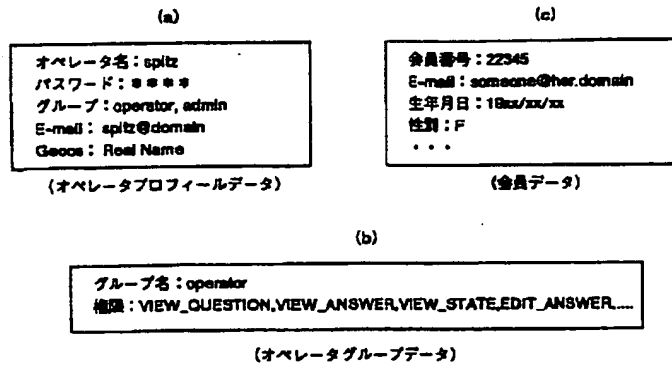 (a)
オペレータ名：spitz
パスワード：＊＊＊＊
グループ：operator, admin
E-mail： spitz@domain
Gecos： Real Name
(オペレータプロフィールデータ)
(c)
会員番号：22345
E-mail：someone@her.domain
生年月日：19xx/xx/xx
性別：F
・・・
(会員データ)
(b)
グループ名：operator
権限：VIEW_QUESTION,VIEW_ANSWER,VIEW_STATE,EDIT_ANSWER,....
(オペレータグループデータ)